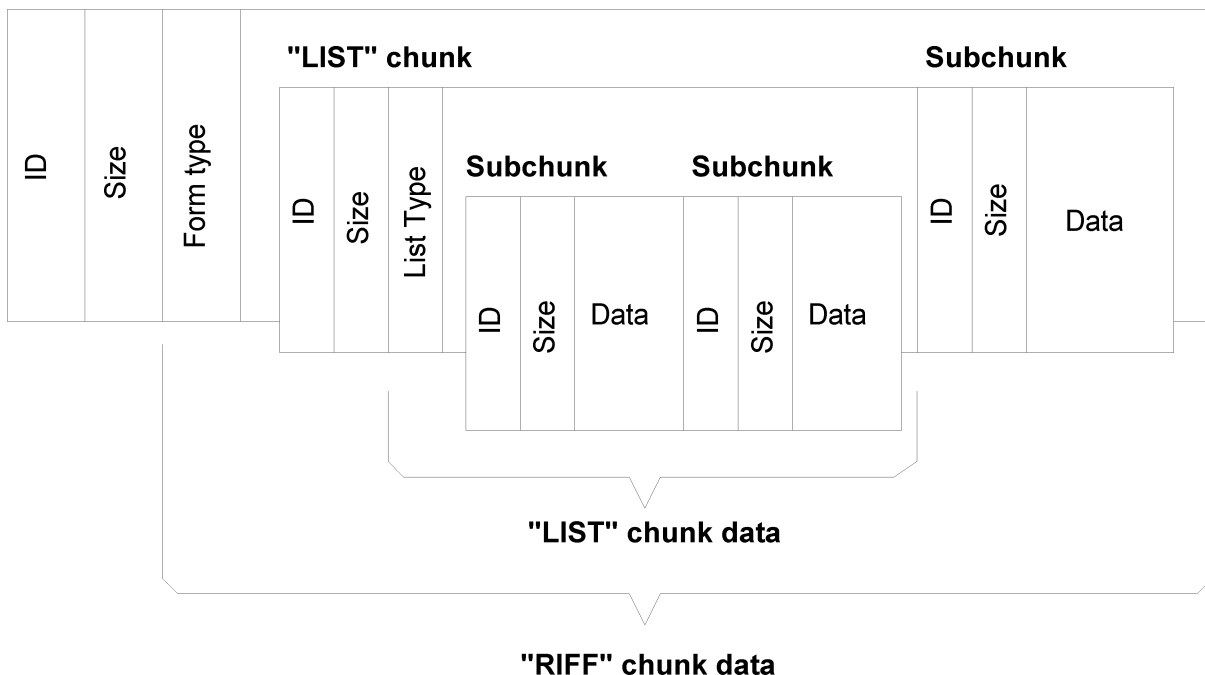 "LIST" chunk
Subchunk
ID
Size
Form type
ID
Size
List Type
Subchunk
Subchunk
ID
Size
Data
ID
Size
Data
ID
Size
Data
"LIST" chunk data
"RIFF" chunk data